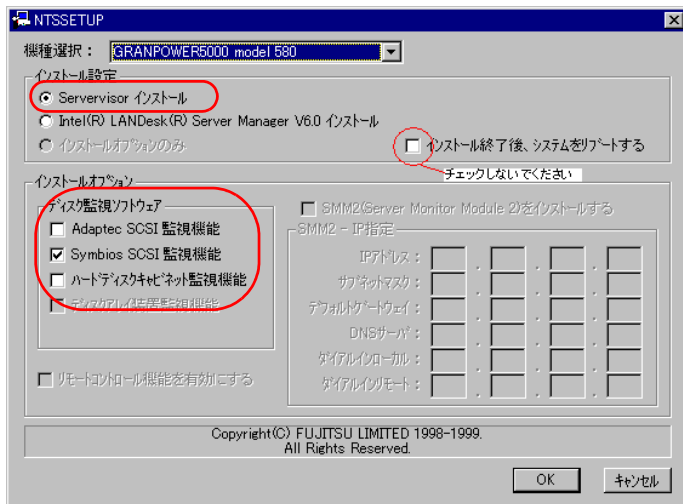 NTSSETUP
機種選択： GRANPOWER5000 model 580
インストール設定
Servervisor インストール
Intel(R) LANDesk(R) Server Manager V6.0 インストール
インストールオプションのみ
インストール終了後、システムをリブートする
チェックしないでください
インストールオプション
ディスク監視ソフトウェア
Adaptec SCSI 監視機能
Symbios SCSI 監視機能
ハードディスクキャビネット監視機能
ディスクアレイ装置監視機能
リモートコントロール機能を有効にする
SMM2(Server Monitor Module 2)をインストールする
SMM2 - IP指定
IPアドレス：
サブネットマスク：
デフォルトゲートウェイ：
DNSサーバ：
ダイアルインローカル：
ダイアルインリモート：
Copyright(C) FUJITSU LIMITED 1998-1999.
All Rights Reserved.
OK キャンセル